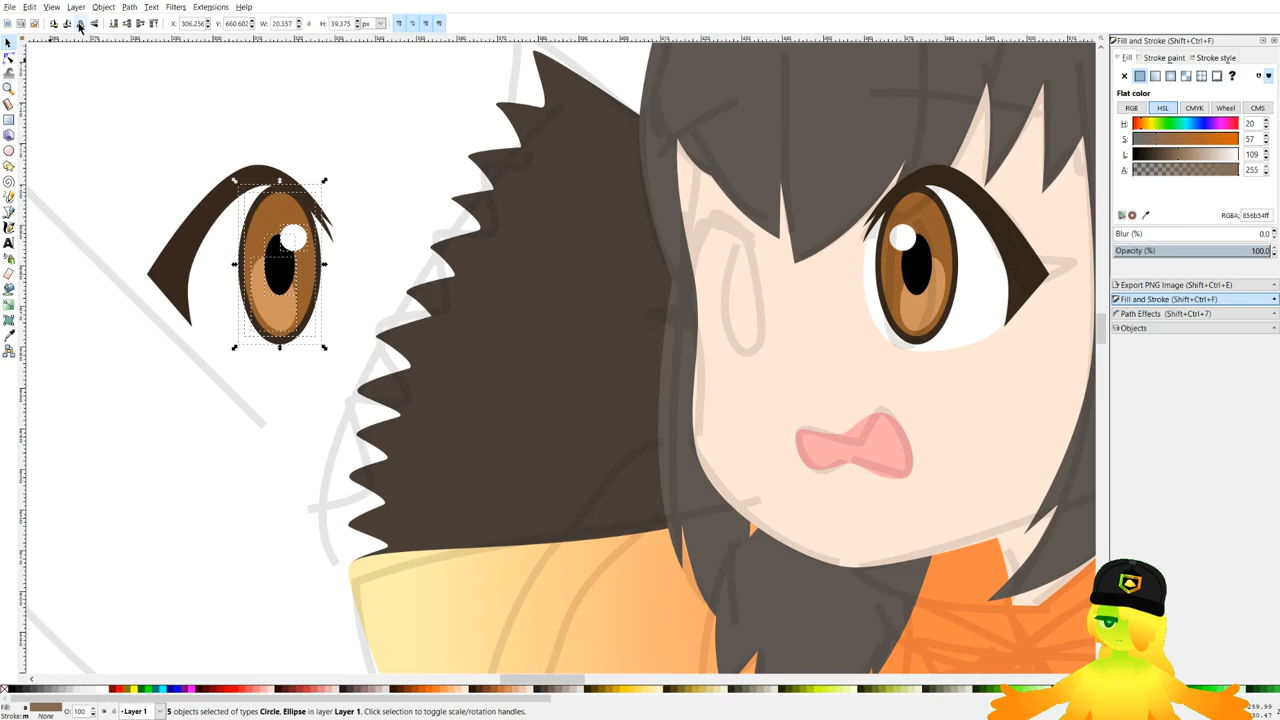 File Edit View Layer Object Path Text Filters Extensions Help
X: 306.256 Y: 660.602 W: 20.357 H: 39.375 px
Fill and Stroke (Shift+Ctrl+F)
Fill Stroke paint Stroke style
Flat color
RGB HSL CMYK Wheel CMS
H: 20
S: 57
L: 109
A: 255
RGBA: 856b54ff
Blur (%) 0.0
Opacity (%) 100.0
Export PNG Image (Shift+Ctrl+E)
Fill and Stroke (Shift+Ctrl+F)
Path Effects (Shift+Ctrl+7)
Objects
Fill: a
Stroke: m None
O: 100
Layer 1
5 objects selected of types Circle, Ellipse in layer Layer 1. Click selection to toggle scale/rotation handles.